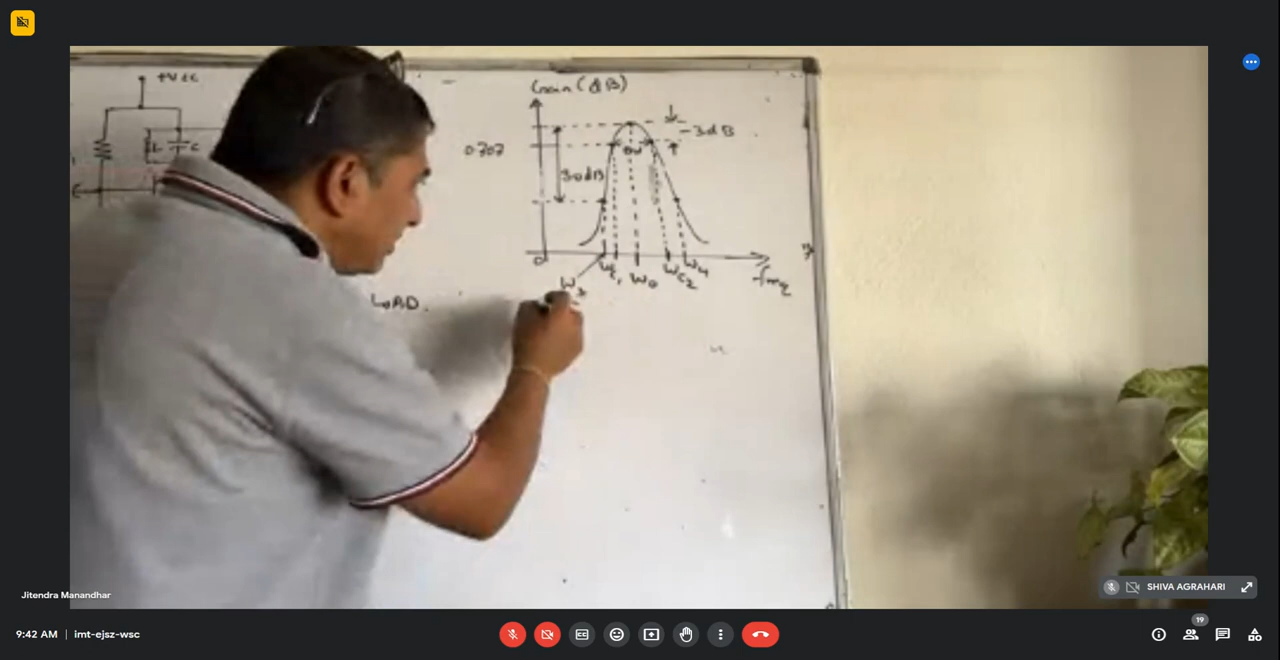 +Vcc
L
C
LOAD.
Gain (dB)
-3dB
0.707
BW
30dB
0
W3
Wc1
W0
Wc2
W4
freq
Jitendra Manandhar
SHIVA AGRAHARI
9:42 AM | imt-ejsz-wsc
19